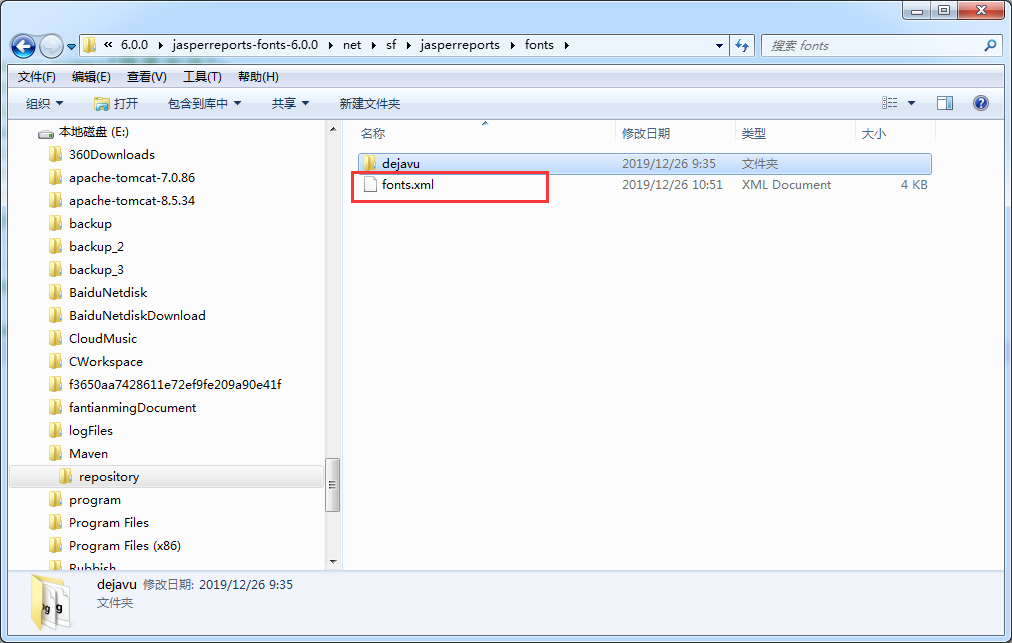 « 6.0.0 ▸ jasperreports-fonts-6.0.0 ▸ net ▸ sf ▸ jasperreports ▸ fonts ▸
搜索 fonts
文件(F) 编辑(E) 查看(V) 工具(T) 帮助(H)
组织 打开 包含到库中 共享 新建文件夹
名称 修改日期 类型 大小
dejavu 2019/12/26 9:35 文件夹
fonts.xml 2019/12/26 10:51 XML Document 4 KB
本地磁盘 (E:)
360Downloads
apache-tomcat-7.0.86
apache-tomcat-8.5.34
backup
backup_2
backup_3
BaiduNetdisk
BaiduNetdiskDownload
CloudMusic
CWorkspace
f3650aa7428611e72ef9fe209a90e41f
fantianmingDocument
logFiles
Maven
repository
program
Program Files
Program Files (x86)
Rubbish
dejavu 修改日期: 2019/12/26 9:35
文件夹